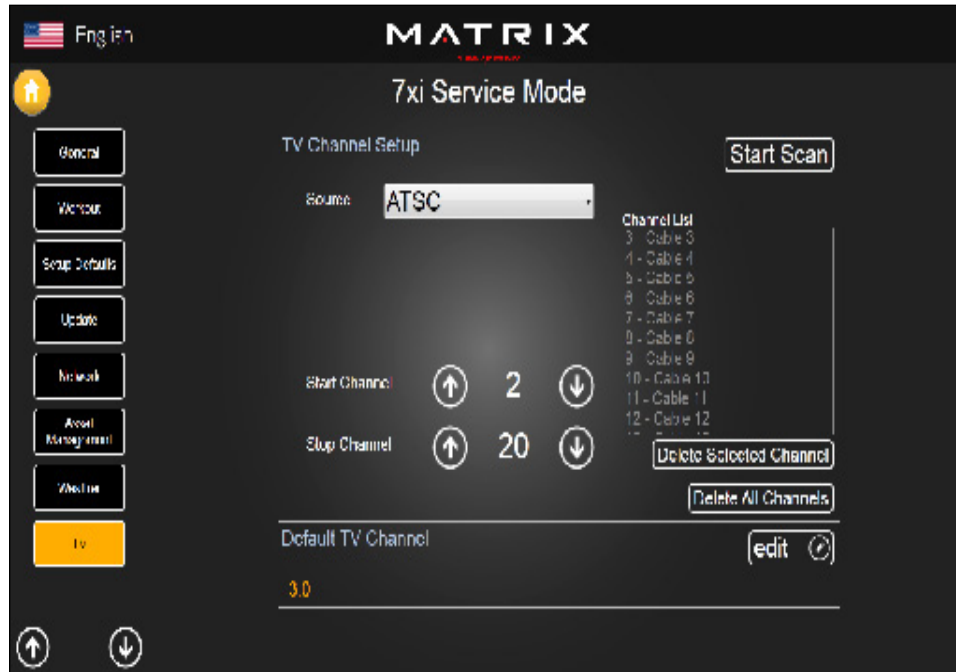 English
MATRIX
7xi Service Mode
General
Workout
Setup Defaults
Update
Network
Asset
Management
Weather
TV
TV Channel Setup
Start Scan
Source
ATSC
Channel List
3 - Cable 3
4 - Cable 4
5 - Cable 5
6 - Cable 6
7 - Cable 7
8 - Cable 8
9 - Cable 9
10 - Cable 10
11 - Cable 11
12 - Cable 12
Start Channel
2
Stop Channel
20
Delete Selected Channel
Delete All Channels
Default TV Channel
edit
3.0